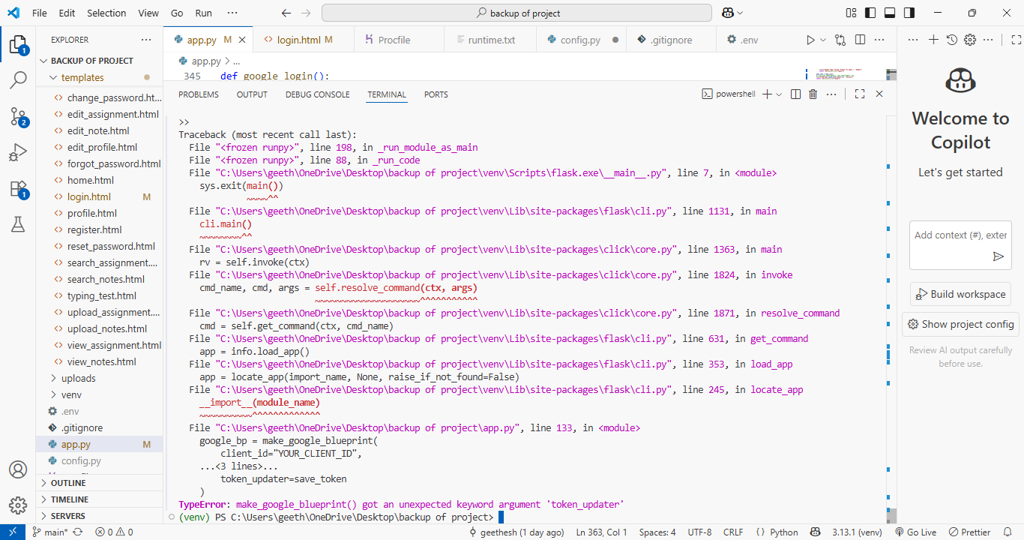 File Edit Selection View Go Run ... backup of project
EXPLORER ...
BACKUP OF PROJECT
templates
change_password.ht...
edit_assignment.html
edit_note.html
edit_profile.html
forgot_password.html
home.html
login.html M
profile.html
register.html
reset_password.html
search_assignment....
search_notes.html
typing_test.html
upload_assignment....
upload_notes.html
view_assignment.html
view_notes.html
uploads
venv
.env
.gitignore
app.py M
config.py
OUTLINE
TIMELINE
SERVERS
1
2
1
app.py M login.html M Procfile runtime.txt config.py .gitignore .env
app.py > ...
345 def google_login():
PROBLEMS OUTPUT DEBUG CONSOLE TERMINAL PORTS powershell
>>
Traceback (most recent call last):
File "<frozen runpy>", line 198, in _run_module_as_main
File "<frozen runpy>", line 88, in _run_code
File "C:\Users\geeth\OneDrive\Desktop\backup of project\venv\Scripts\flask.exe\__main__.py", line 7, in <module>
sys.exit(main())
~~~~^^
File "C:\Users\geeth\OneDrive\Desktop\backup of project\venv\Lib\site-packages\flask\cli.py", line 1131, in main
cli.main()
~~~~~~~~^^
File "C:\Users\geeth\OneDrive\Desktop\backup of project\venv\Lib\site-packages\click\core.py", line 1363, in main
rv = self.invoke(ctx)
File "C:\Users\geeth\OneDrive\Desktop\backup of project\venv\Lib\site-packages\click\core.py", line 1824, in invoke
cmd_name, cmd, args = self.resolve_command(ctx, args)
~~~~~~~~~~~~~~~~~~~~^^^^^^^^^^^
File "C:\Users\geeth\OneDrive\Desktop\backup of project\venv\Lib\site-packages\click\core.py", line 1871, in resolve_command
cmd = self.get_command(ctx, cmd_name)
File "C:\Users\geeth\OneDrive\Desktop\backup of project\venv\Lib\site-packages\flask\cli.py", line 631, in get_command
app = info.load_app()
File "C:\Users\geeth\OneDrive\Desktop\backup of project\venv\Lib\site-packages\flask\cli.py", line 353, in load_app
app = locate_app(import_name, None, raise_if_not_found=False)
File "C:\Users\geeth\OneDrive\Desktop\backup of project\venv\Lib\site-packages\flask\cli.py", line 245, in locate_app
__import__(module_name)
~~~~~~~~~~^^^^^^^^^^^^^
File "C:\Users\geeth\OneDrive\Desktop\backup of project\app.py", line 133, in <module>
google_bp = make_google_blueprint(
client_id="YOUR_CLIENT_ID",
...<3 lines>...
token_updater=save_token
)
TypeError: make_google_blueprint() got an unexpected keyword argument 'token_updater'
(venv) PS C:\Users\geeth\OneDrive\Desktop\backup of project>
Welcome to
Copilot
Let's get started
Add context (#), exter
Build workspace
Show project config
Review AI output carefully
before use.
main* 0 0 geethesh (1 day ago) Ln 363, Col 1 Spaces: 4 UTF-8 CRLF {} Python 3.13.1 (venv) Go Live Prettier